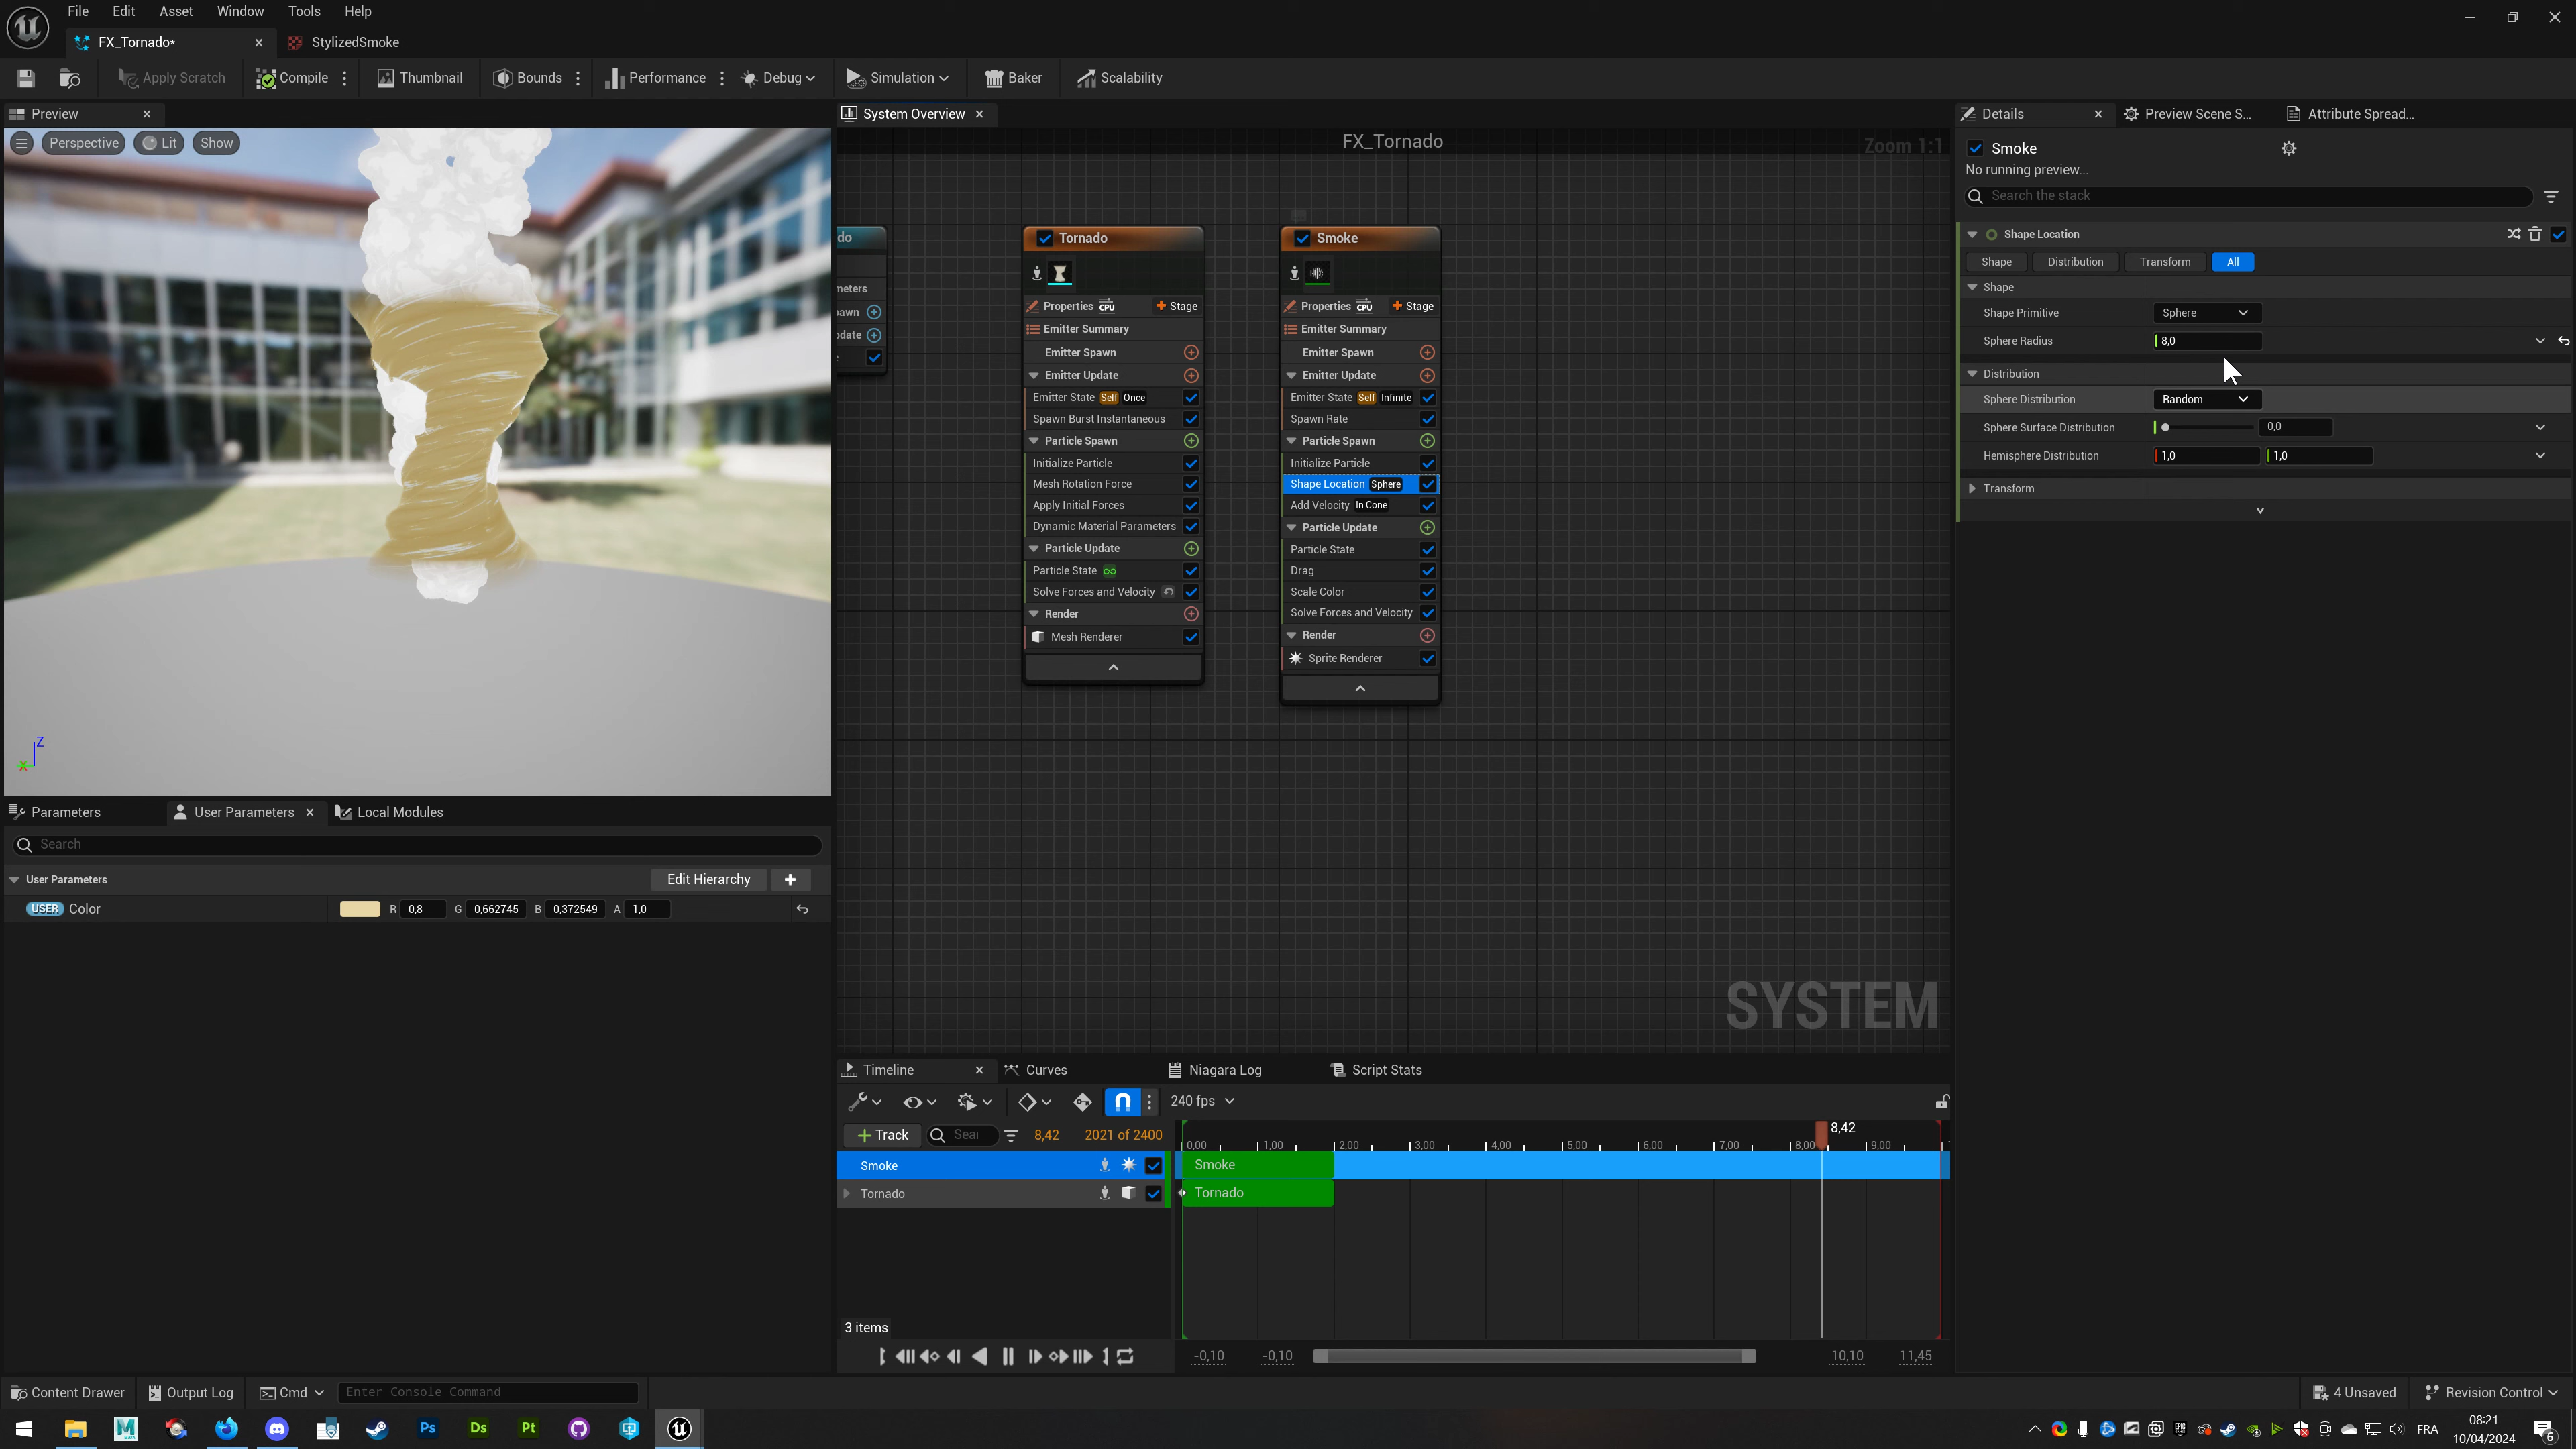 File Edit Asset Window Tools Help
FX_Tornado* StylizedSmoke
Apply Scratch Compile Thumbnail Bounds Performance Debug Simulation Baker Scalability
Preview
Perspective Lit Show
Z
X
Parameters User Parameters Local Modules
Search
User Parameters Edit Hierarchy
USER Color R 0,8 G 0,662745 B 0,372549 A 1,0
System Overview
FX_Tornado
Zoom 1:1
do
meters
pawn
pdate
Tornado
Properties CPU Stage
Emitter Summary
Emitter Spawn
Emitter Update
Emitter State Self Once
Spawn Burst Instantaneous
Particle Spawn
Initialize Particle
Mesh Rotation Force
Apply Initial Forces
Dynamic Material Parameters
Particle Update
Particle State
Solve Forces and Velocity
Render
Mesh Renderer
Smoke
Properties CPU Stage
Emitter Summary
Emitter Spawn
Emitter Update
Emitter State Self Infinite
Spawn Rate
Particle Spawn
Initialize Particle
Shape Location Sphere
Add Velocity In Cone
Particle Update
Particle State
Drag
Scale Color
Solve Forces and Velocity
Render
Sprite Renderer
SYSTEM
Timeline Curves Niagara Log Script Stats
240 fps
Track Sear 8,42 2021 of 2400
8,42
0,00 1,00 2,00 3,00 4,00 5,00 6,00 7,00 8,00 9,00
Smoke Smoke
Tornado Tornado
3 items
-0,10 -0,10 10,10 11,45
Details Preview Scene S... Attribute Spread...
Smoke
No running preview...
Search the stack
Shape Location
Shape Distribution Transform All
Shape
Shape Primitive Sphere
Sphere Radius 8,0
Distribution
Sphere Distribution Random
Sphere Surface Distribution 0,0
Hemisphere Distribution 1,0 1,0
Transform
Content Drawer Output Log Cmd Enter Console Command 4 Unsaved Revision Control
Ps Ds Pt
FRA
08:21
10/04/2024
6